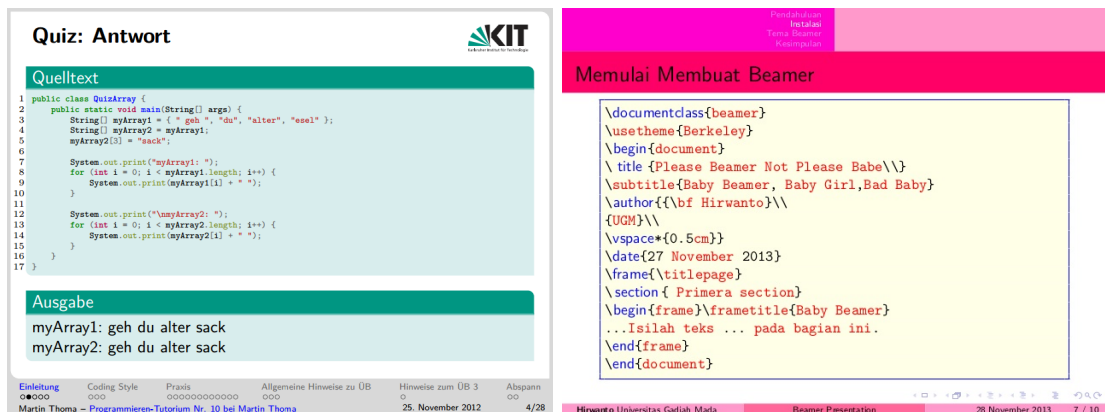 Quiz: Antwort
KIT
Karlsruher Institut für Technologie
Quelltext
1 public class QuizArray {
2     public static void main(String[] args) {
3         String[] myArray1 = { " geh ", "du", "alter", "esel" };
4         String[] myArray2 = myArray1;
5         myArray2[3] = "sack";
6
7         System.out.print("myArray1: ");
8         for (int i = 0; i < myArray1.length; i++) {
9             System.out.print(myArray1[i] + " ");
10         }
11
12         System.out.print("\nmyArray2: ");
13         for (int i = 0; i < myArray2.length; i++) {
14             System.out.print(myArray2[i] + " ");
15         }
16     }
17 }
Ausgabe
myArray1: geh du alter sack
myArray2: geh du alter sack
Einleitung Coding Style Praxis Allgemeine Hinweise zu ÜB Hinweise zum ÜB 3 Abspann
Martin Thoma – Programmieren-Tutorium Nr. 10 bei Martin Thoma 25. November 2012 4/28
Pendahuluan
Instalasi
Tema Beamer
Kesimpulan
Memulai Membuat Beamer
\documentclass{beamer}
\usetheme{Berkeley}
\begin{document}
\ title {Please Beamer Not Please Babe\\}
\subtitle{Baby Beamer, Baby Girl,Bad Baby}
\author{{\bf Hirwanto}\\
{UGM}\\
\vspace*{0.5cm}}
\date{27 November 2013}
\frame{\titlepage}
\ section { Primera section}
\begin{frame}\frametitle{Baby Beamer}
...Isilah teks ... pada bagian ini.
\end{frame}
\end{document}
Hirwanto Universitas Gadjah Mada Beamer Presentation 28 November 2013 7 / 10